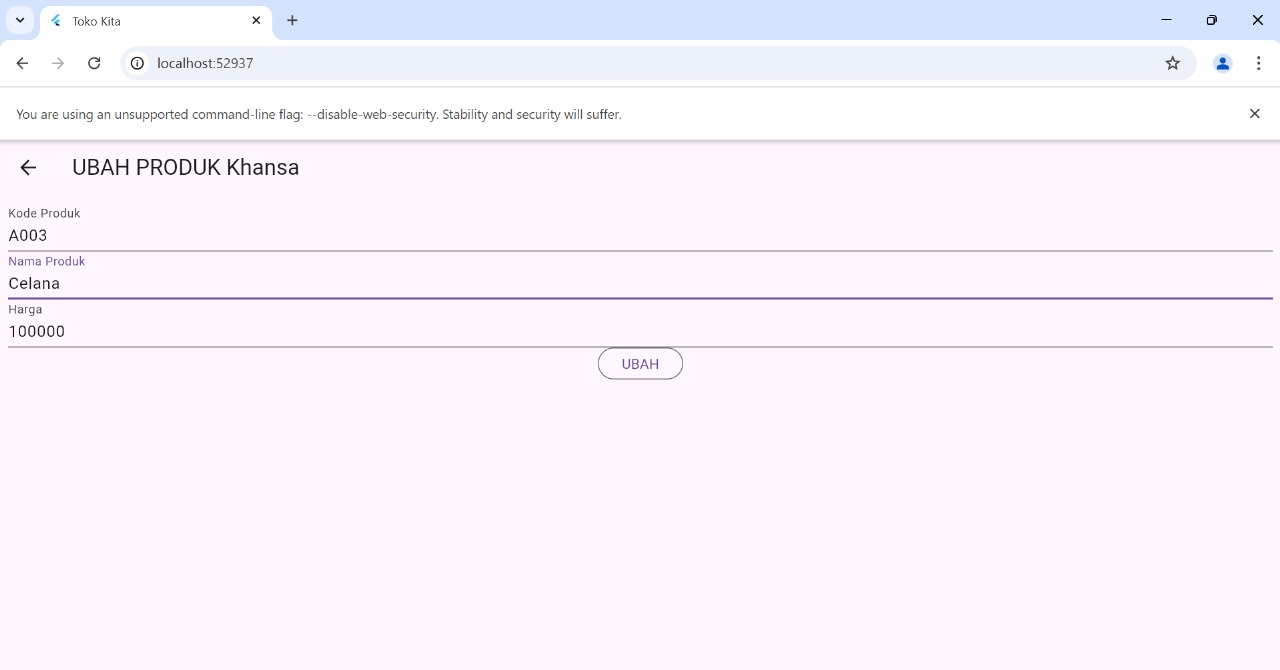 Toko Kita
localhost:52937
You are using an unsupported command-line flag: --disable-web-security. Stability and security will suffer.
UBAH PRODUK Khansa
Kode Produk
A003
Nama Produk
Celana
Harga
100000
UBAH